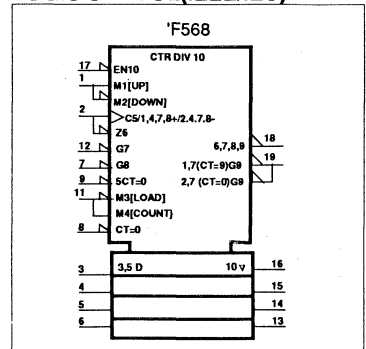 'F568
CTR DIV 10
17 EN10
1 M1[UP]
M2[DOWN]
2 C5/1,4,7,8+/2.4.7.8-
Z6
12 G7
7 G8
9 5CT=0
11 M3[LOAD]
M4[COUNT}
8 CT=0
6,7,8,9 18
1,7(CT=9)G9 19
2,7 (CT=0)G9
3 3,5 D 10 16
4 15
5 14
6 13